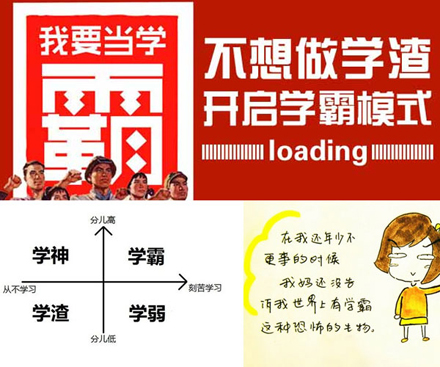 我要当学
霸
不想做学渣
开启学霸模式
loading
分儿高
学神
学霸
从不学习
刻苦学习
学渣
学弱
分儿低
在我还年少不
更事的时候
我妈还没告
诉我世界上有学霸
这种恐怖的生物。